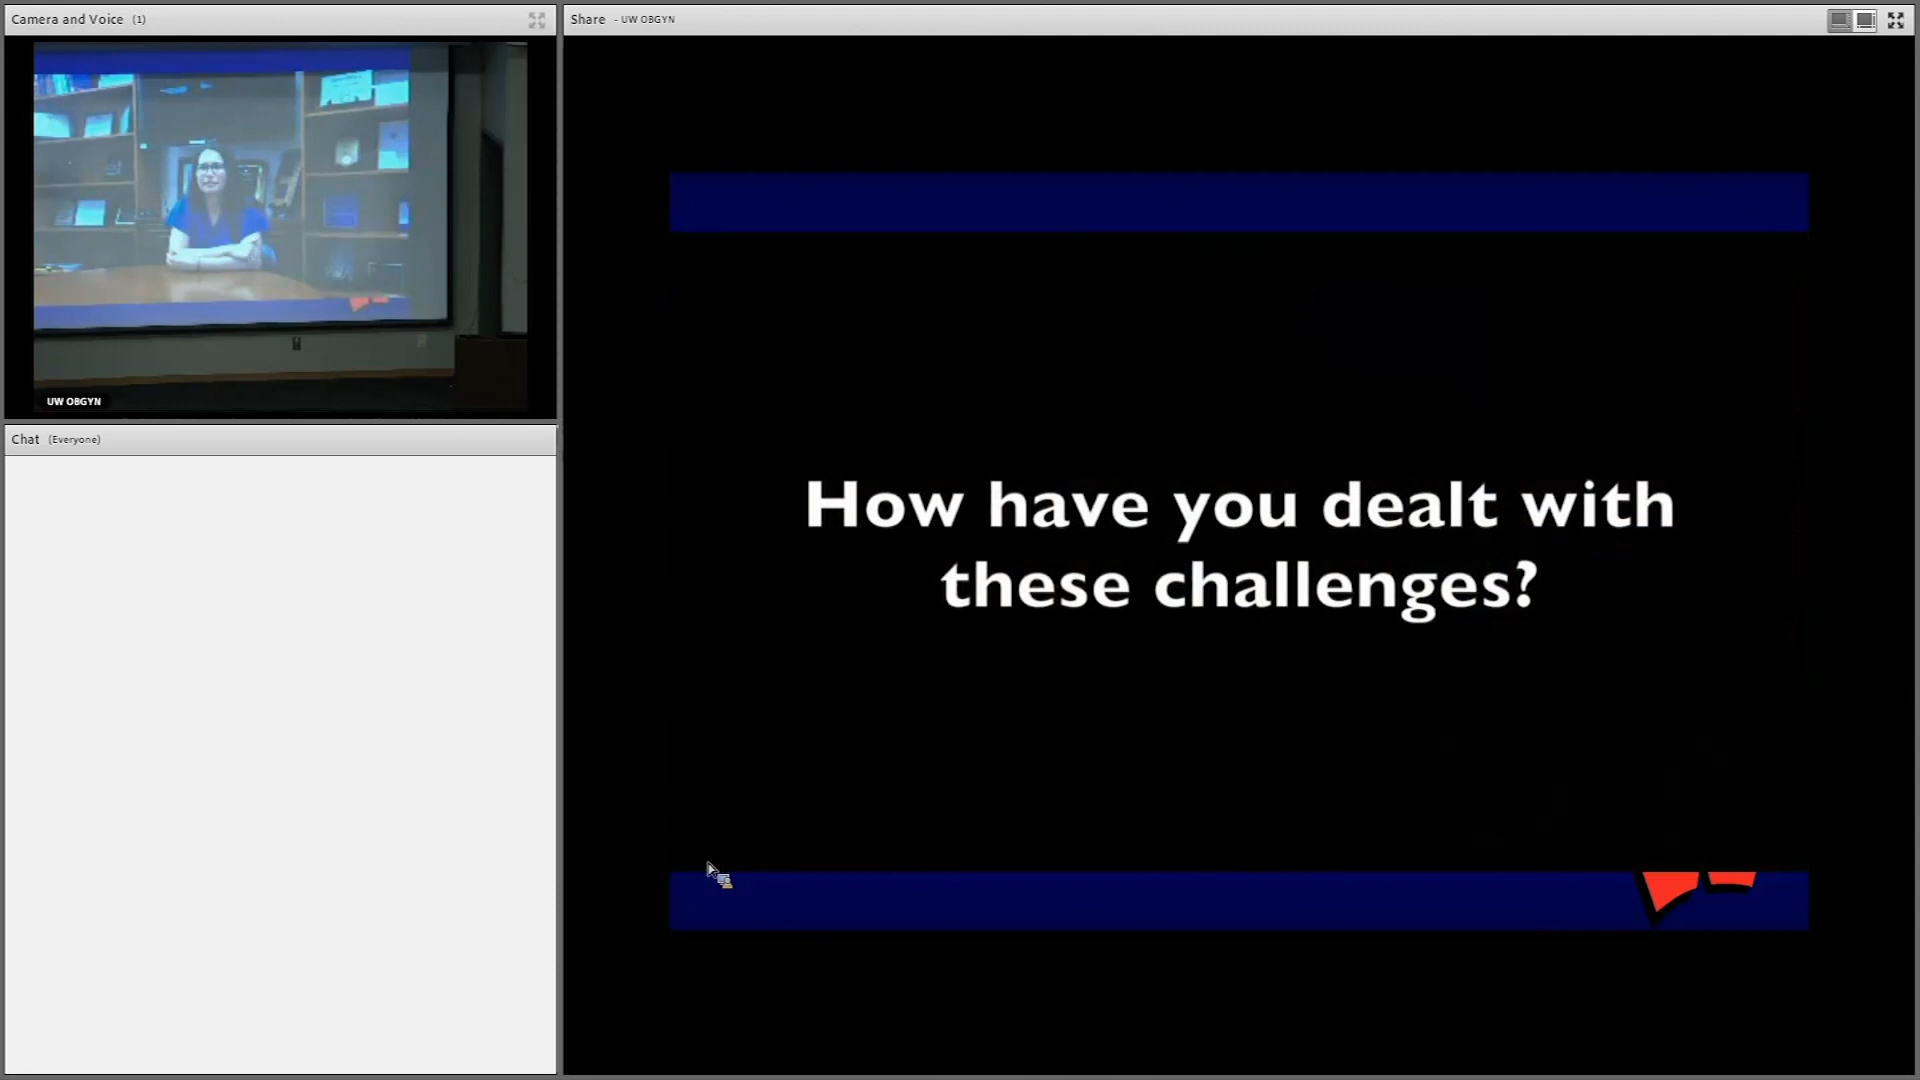 Camera and Voice (1)
Share - UW OBGYN
UW OBGYN
Chat (Everyone)
How have you dealt with
these challenges?